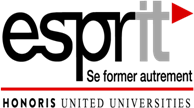 esprit
Se former autrement
HONORIS UNITED UNIVERSITIES